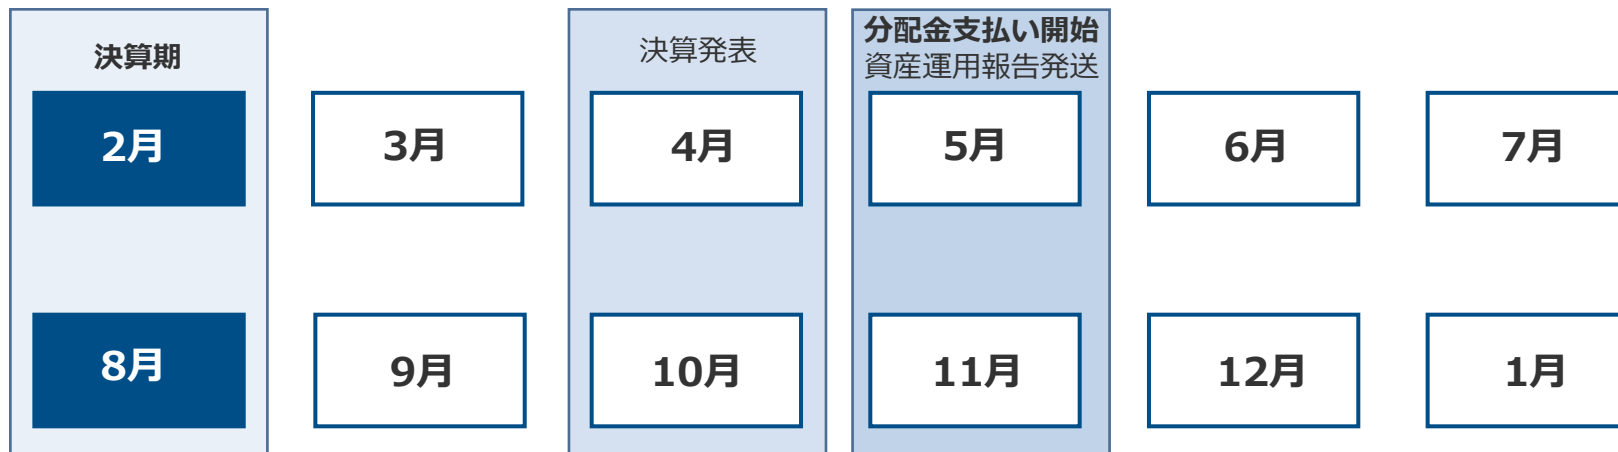 決算期
決算発表
分配金支払い開始
資産運用報告発送
2月
3月
4月
5月
6月
7月
8月
9月
10月
11月
12月
1月